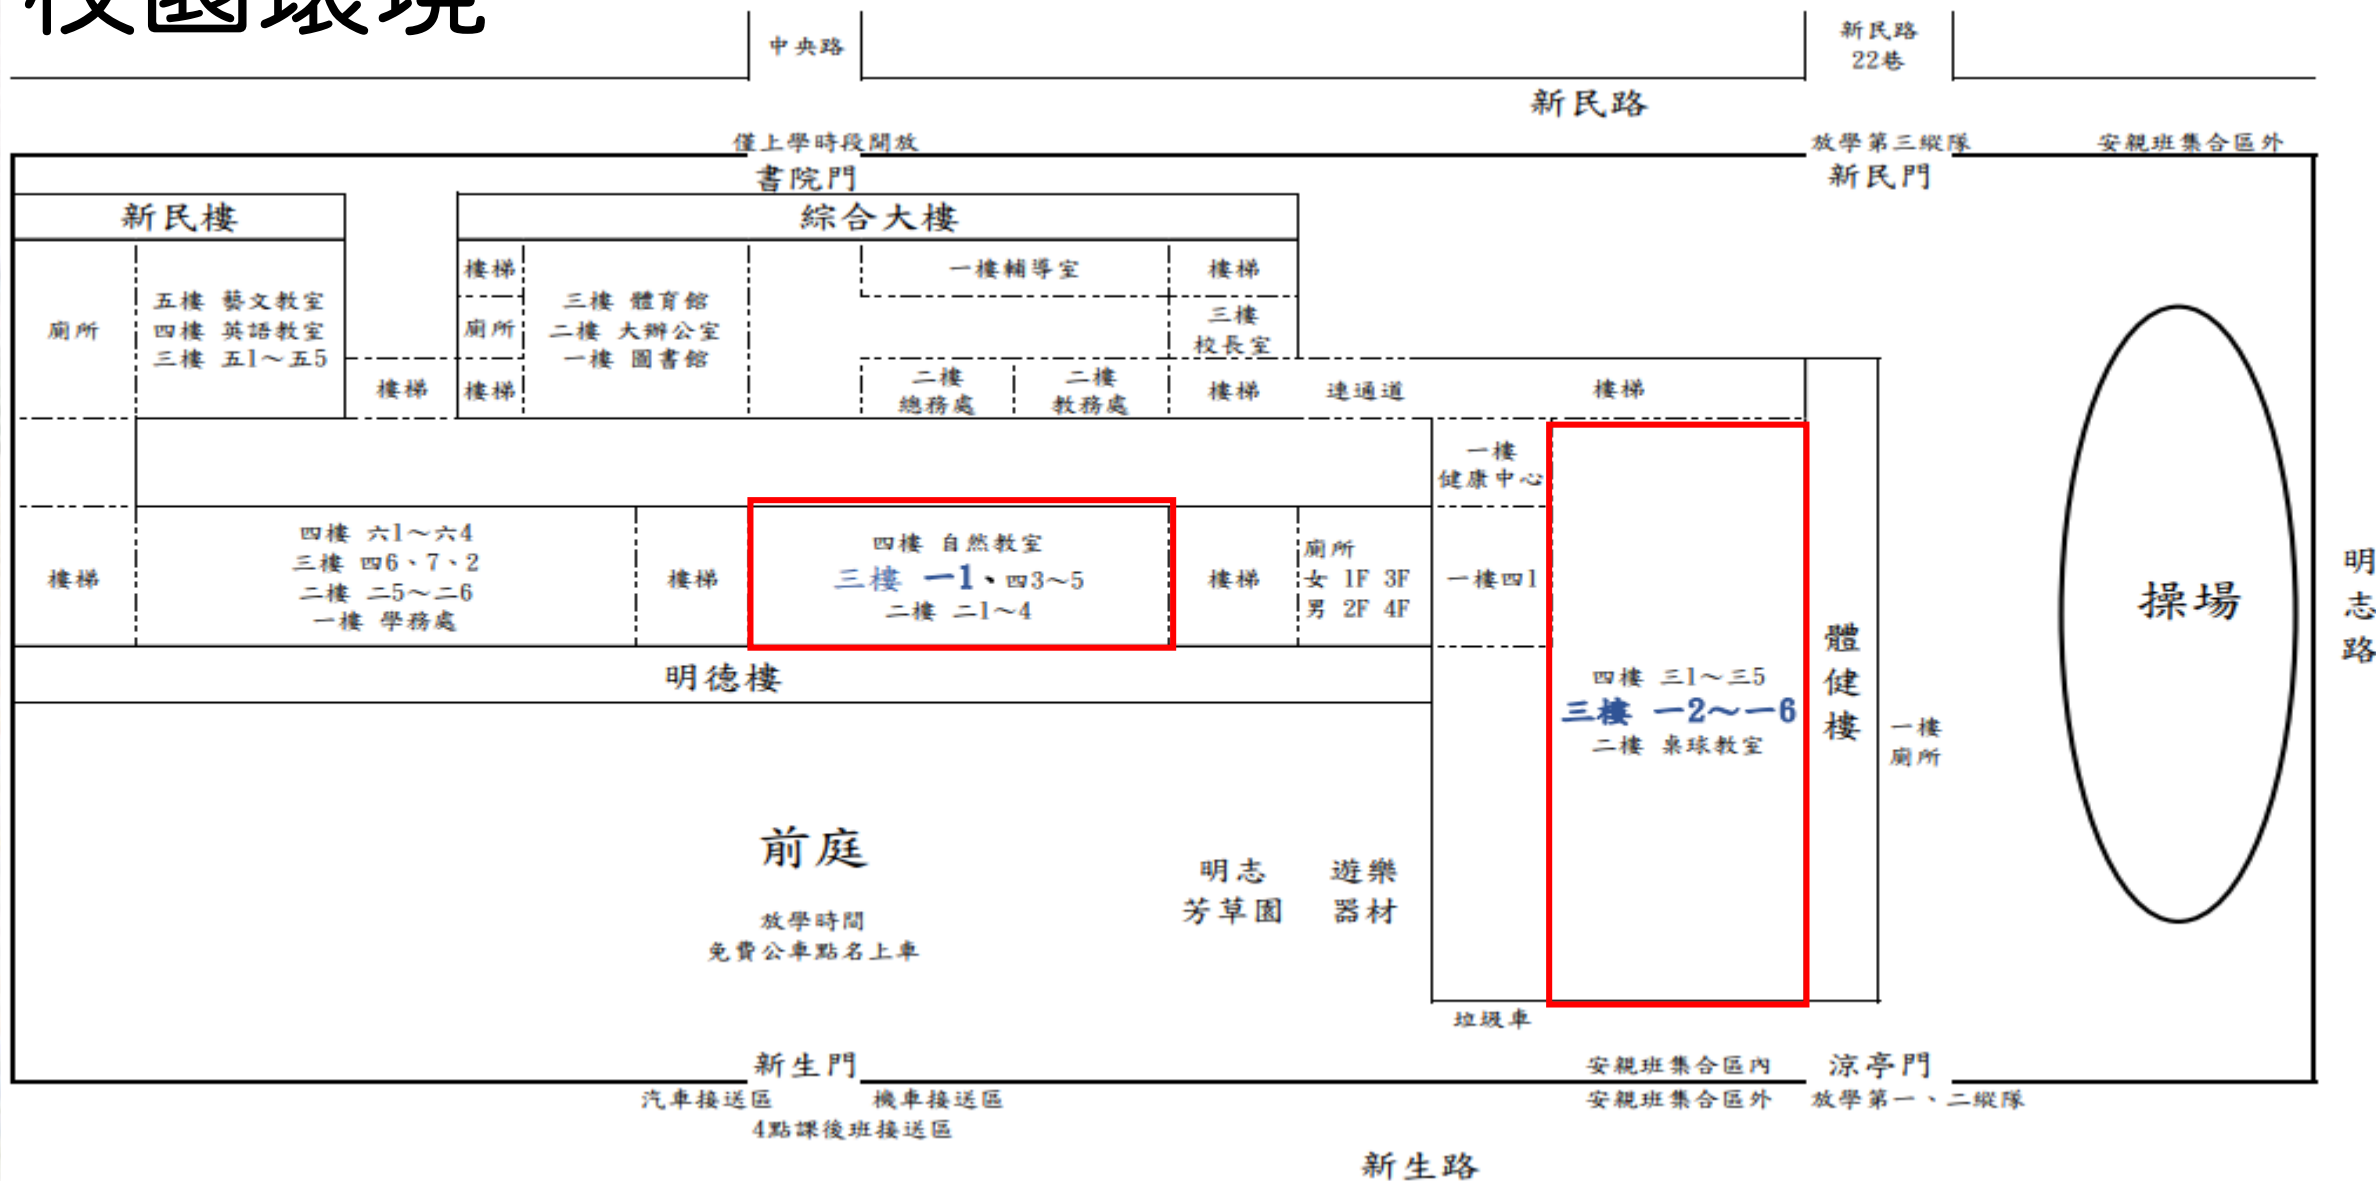 校園環境
中央路
新民路
22巷
新民路
僅上學時段開放
放學第三縱隊
安親班集合區外
書院門
新民門
新民樓
綜合大樓
廁所
五樓 藝文教室
四樓 英語教室
三樓 五1～五5
樓梯
樓梯
廁所
樓梯
三樓 體育館
二樓 大辦公室
一樓 圖書館
一樓輔導室
樓梯
三樓
校長室
二樓
總務處
二樓
教務處
樓梯
連通道
樓梯
一樓
健康中心
樓梯
四樓 六1～六4
三樓 四6、7、2
二樓 二5～二6
一樓 學務處
樓梯
四樓 自然教室
三樓 一1、四3～5
二樓 二1～4
樓梯
廁所
女 1F 3F
男 2F 4F
一樓四1
四樓 三1～三5
三樓 一2～一6
二樓 桌球教室
體健樓
一樓
廁所
操場
明志路
明德樓
前庭
放學時間
免費公車點名上車
明志
芳草園
遊樂
器材
垃圾車
新生門
安親班集合區內
涼亭門
汽車接送區
機車接送區
安親班集合區外
放學第一、二縱隊
4點課後班接送區
新生路